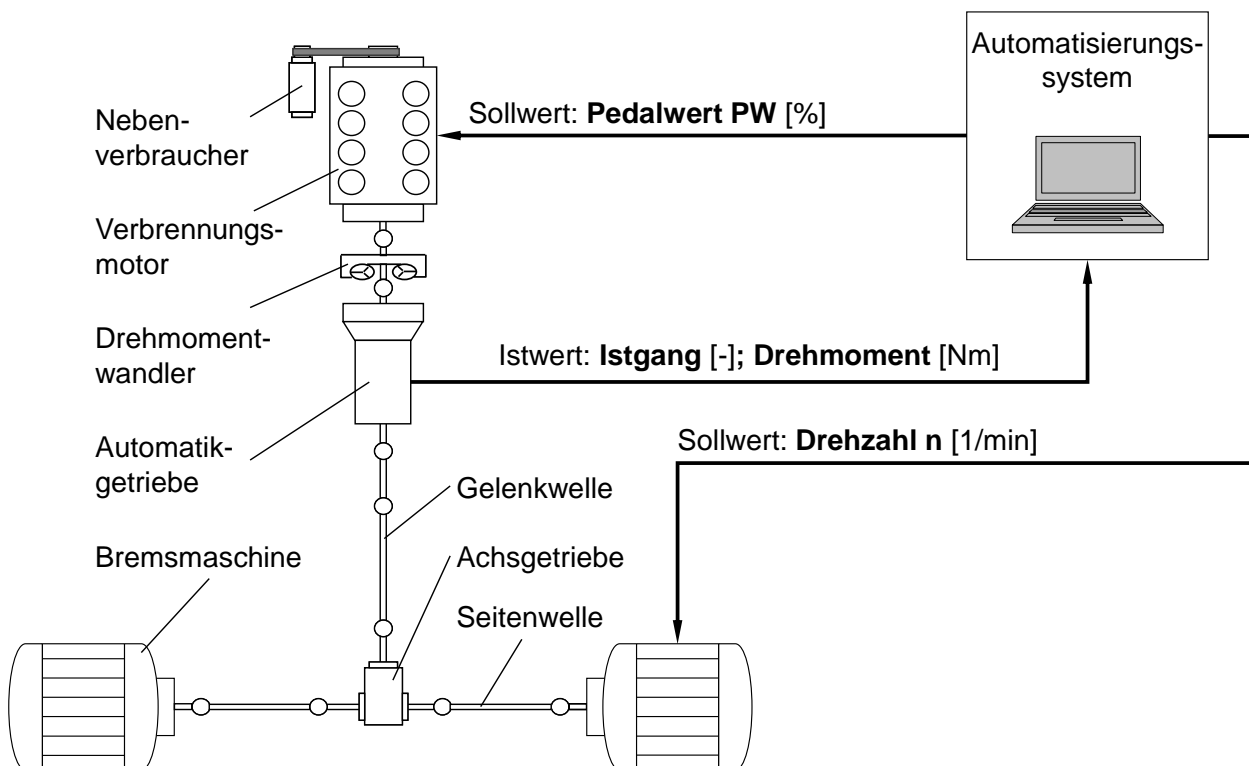 Automatisierungs-
system
Sollwert: Pedalwert PW [%]
Neben-
verbraucher
Verbrennungs-
motor
Drehmoment-
wandler
Istwert: Istgang [-]; Drehmoment [Nm]
Automatik-
getriebe
Sollwert: Drehzahl n [1/min]
Gelenkwelle
Bremsmaschine
Achsgetriebe
Seitenwelle